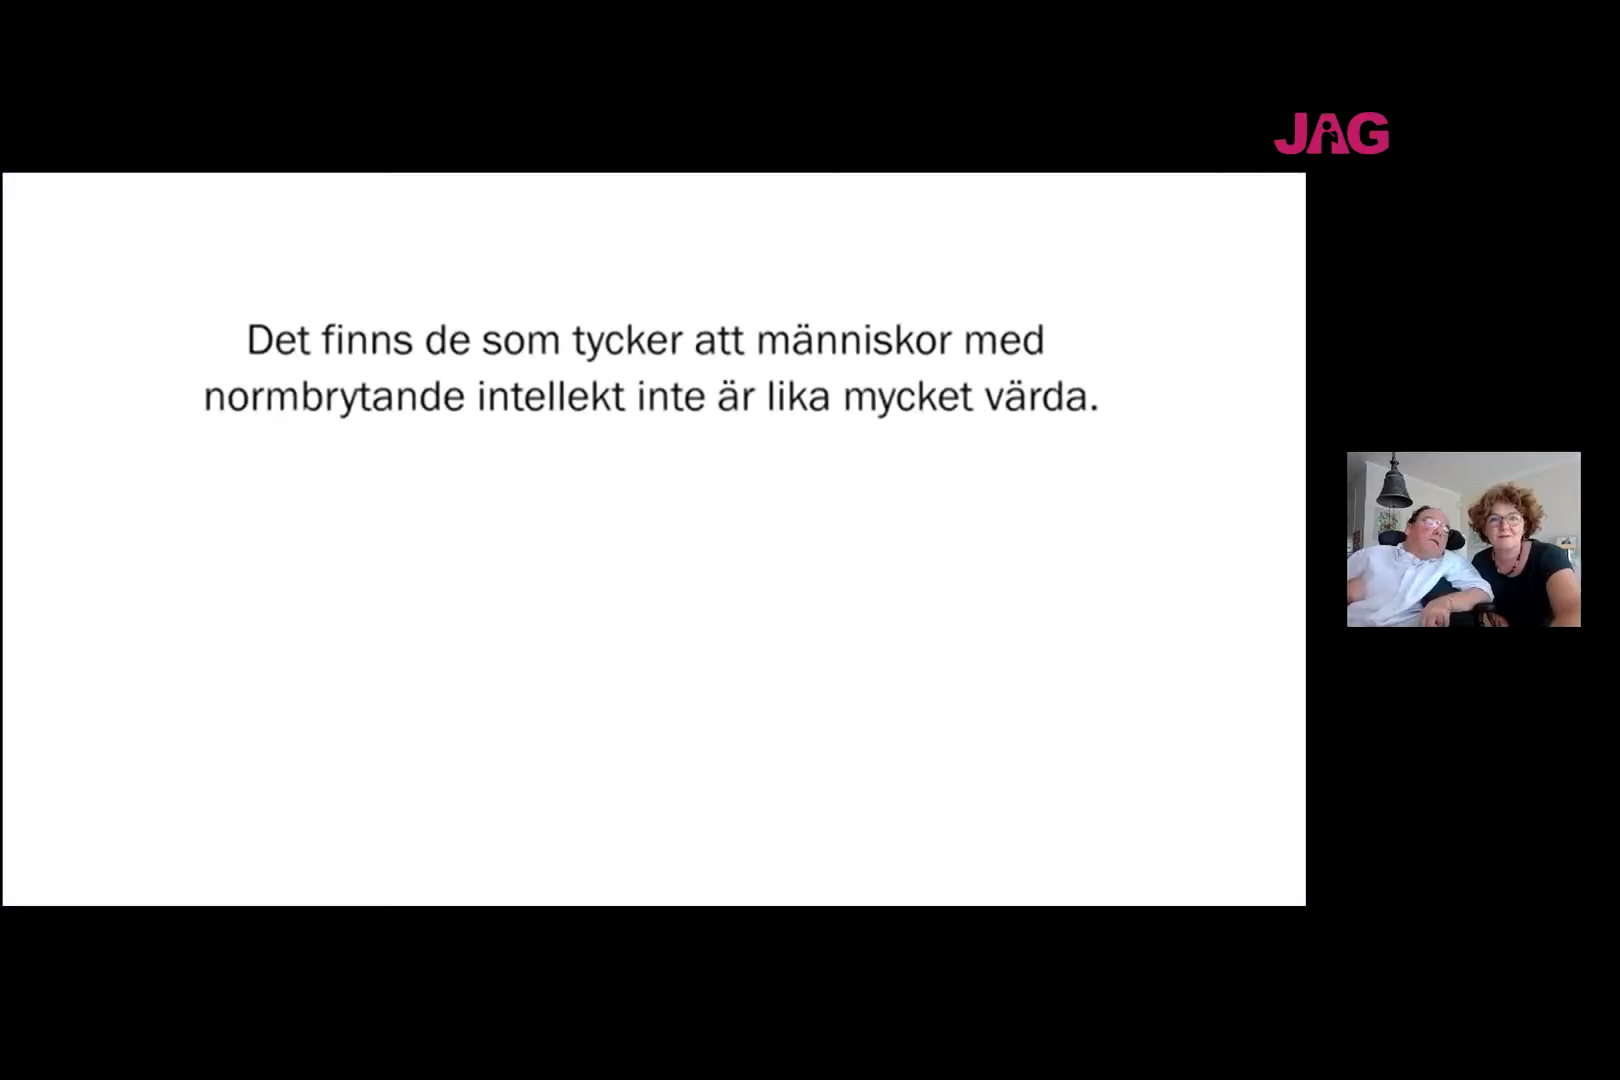 JAG
Det finns de som tycker att människor med
normbrytande intellekt inte är lika mycket värda.